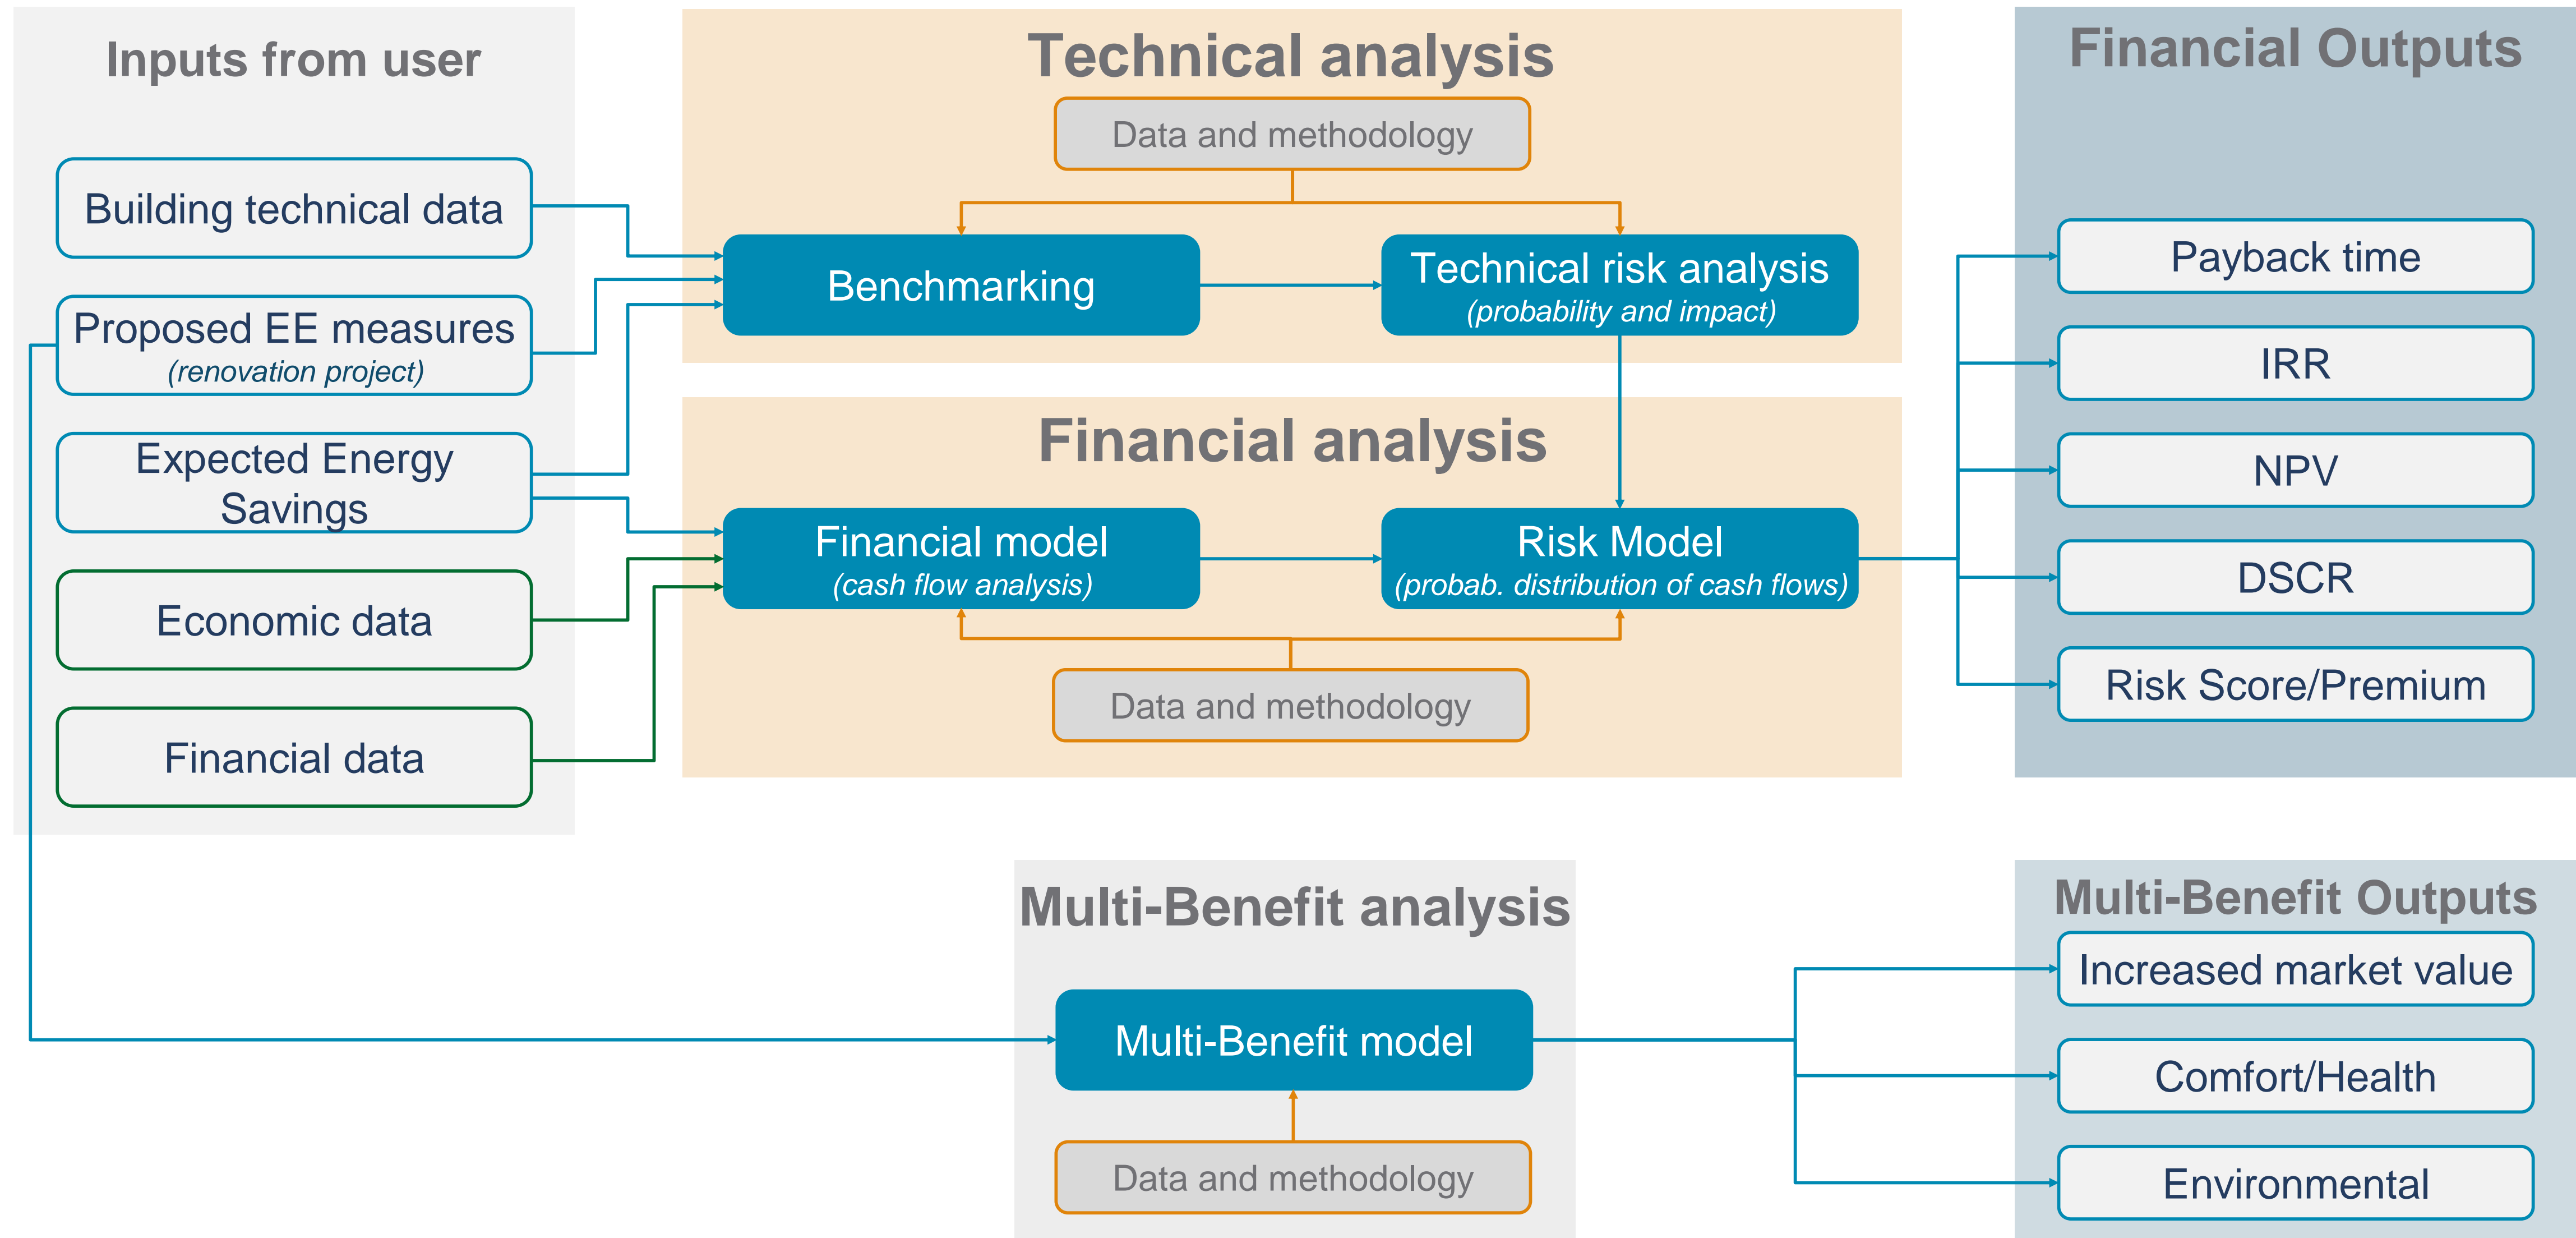 Inputs from user
Building technical data
Proposed EE measures
(renovation project)
Expected Energy
Savings
Economic data
Financial data
Technical analysis
Data and methodology
Benchmarking
Technical risk analysis
(probability and impact)
Financial analysis
Financial model
(cash flow analysis)
Risk Model
(probab. distribution of cash flows)
Data and methodology
Financial Outputs
Payback time
IRR
NPV
DSCR
Risk Score/Premium
Multi-Benefit analysis
Multi-Benefit model
Data and methodology
Multi-Benefit Outputs
Increased market value
Comfort/Health
Environmental